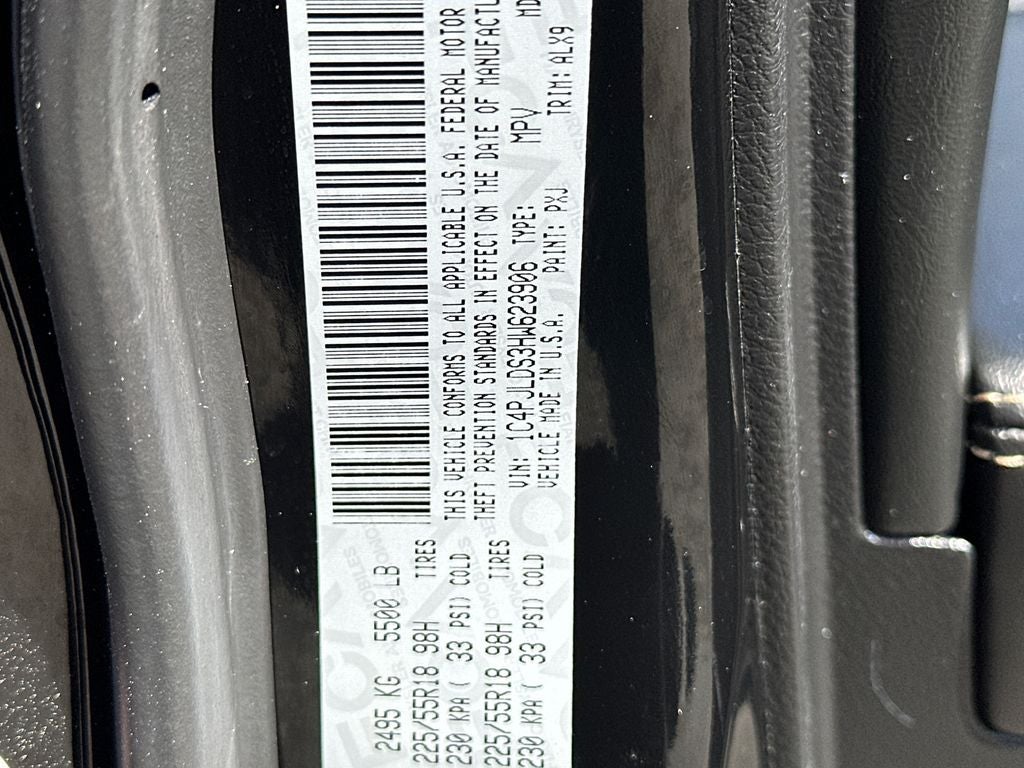 2495 KG    5500 LB
225/55R18 98H    TIRES
230 KPA ( 33 PSI) COLD
225/55R18 98H    TIRES
230 KPA ( 33 PSI) COLD
THIS VEHICLE CONFORMS TO ALL APPLICABLE U.S.A. FEDERAL MOTOR
THEFT PREVENTION STANDARDS IN EFFECT ON THE DATE OF MANUFACTU
VIN: 1C4PJLDS3HW623906 TYPE: MPV    MD
VEHICLE MADE IN U.S.A.    PAINT: PXJ    TRIM: ALX9